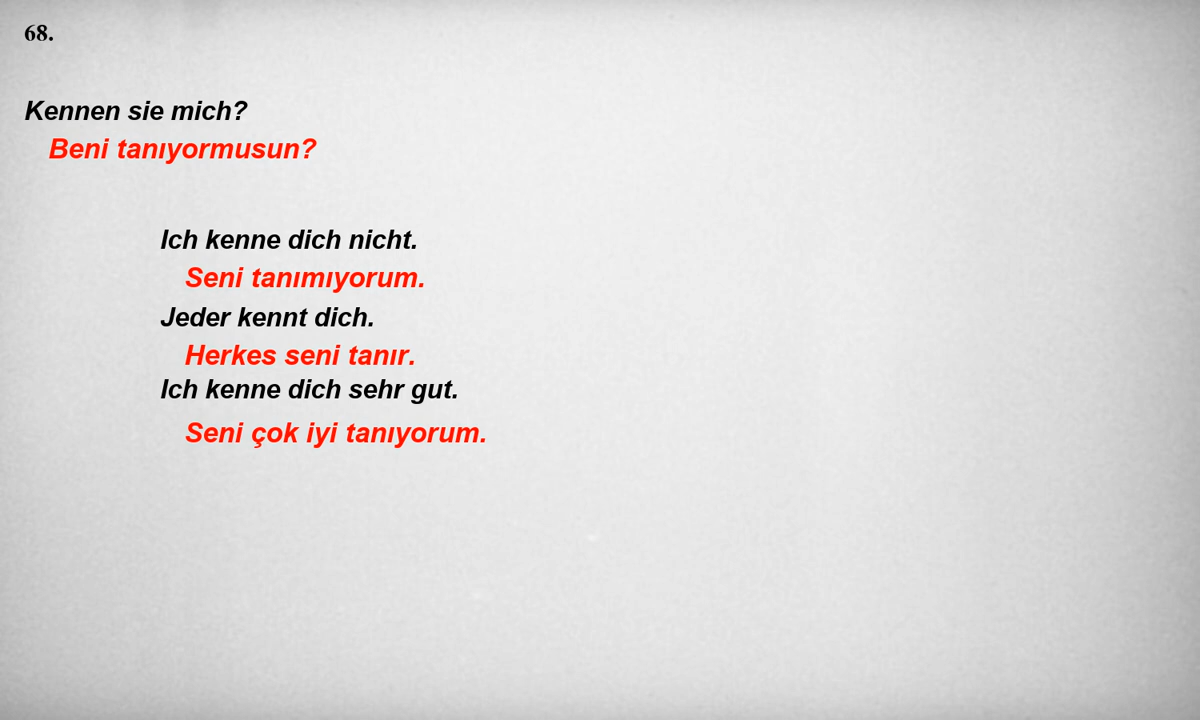 68.
Kennen sie mich?
Beni tanıyormusun?
Ich kenne dich nicht.
Seni tanımıyorum.
Jeder kennt dich.
Herkes seni tanır.
Ich kenne dich sehr gut.
Seni çok iyi tanıyorum.